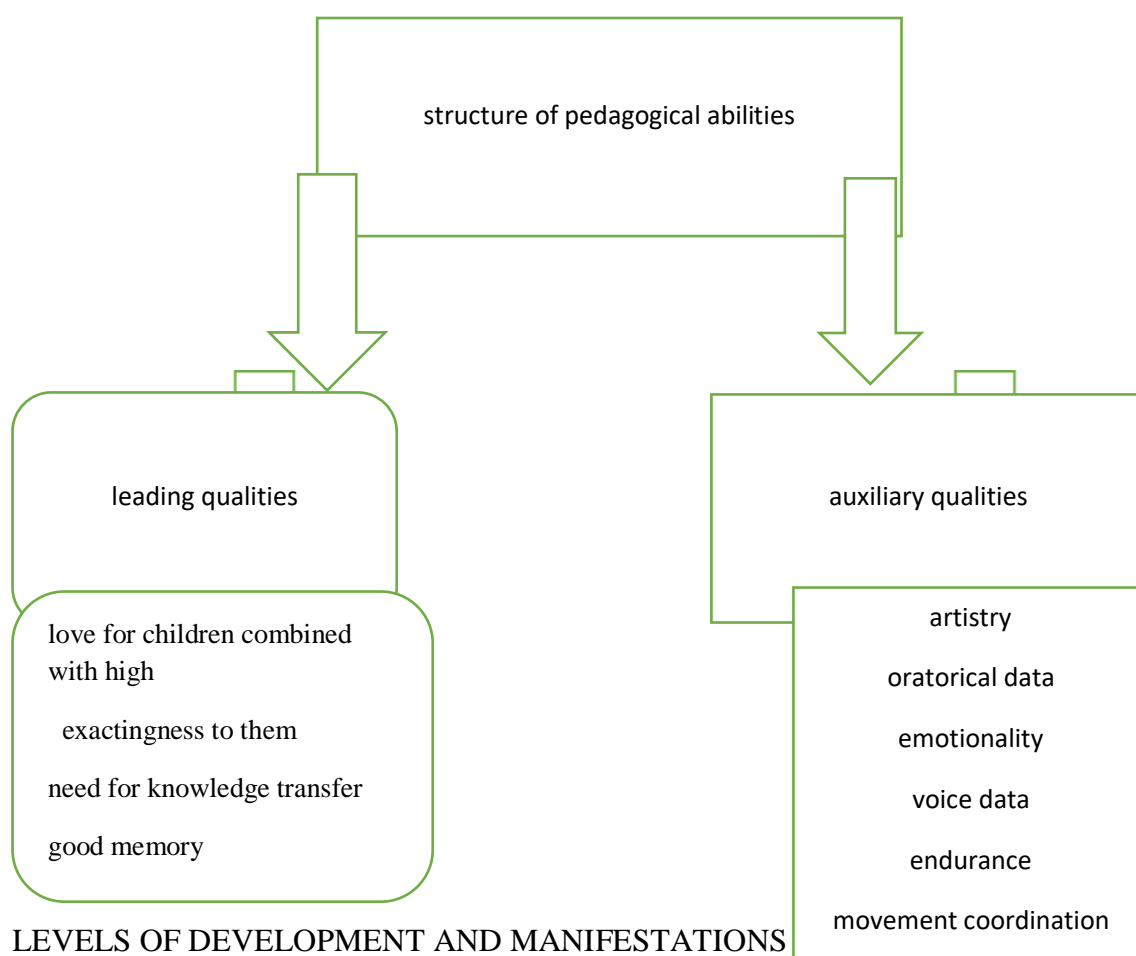 structure of pedagogical abilities
leading qualities
auxiliary qualities
love for children combined
with high
exactingness to them
need for knowledge transfer
good memory
artistry
oratorical data
emotionality
voice data
endurance
movement coordination
LEVELS OF DEVELOPMENT AND MANIFESTATIONS